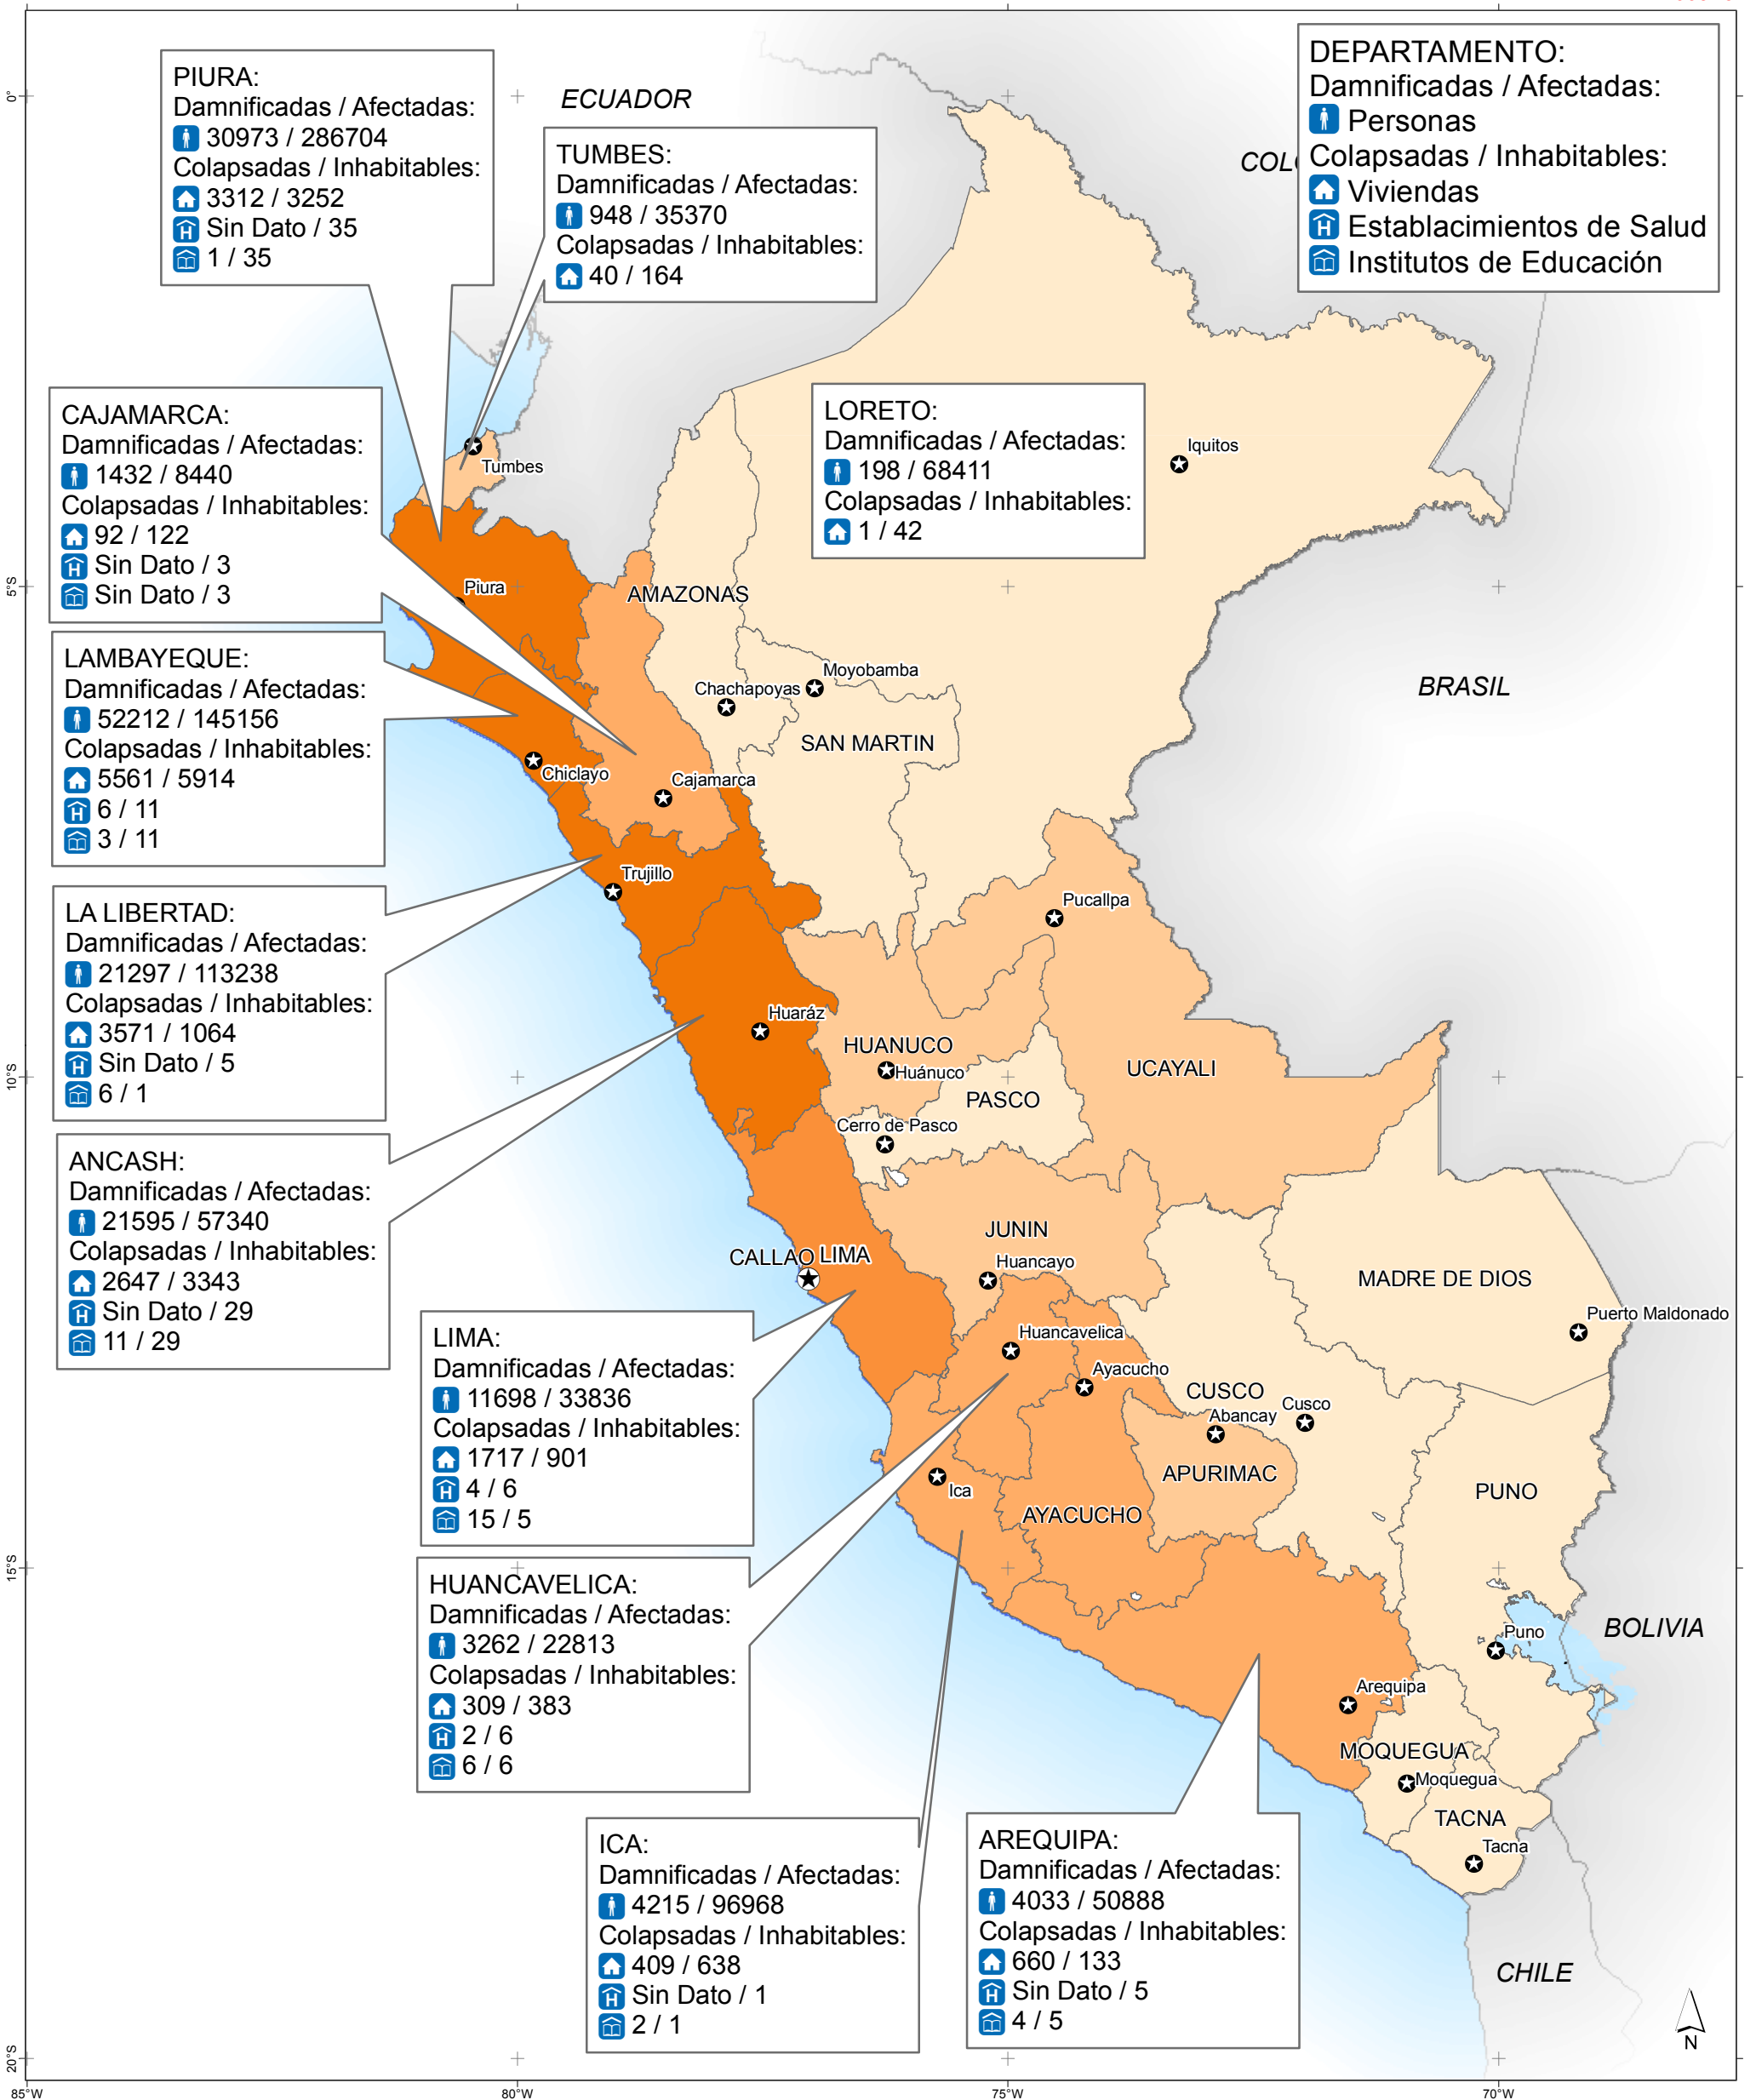 PIURA:
Damnificadas / Afectadas:
30973 / 286704
Colapsadas / Inhabitables:
3312 / 3252
Sin Dato / 35
1 / 35
ECUADOR
TUMBES:
Damnificadas / Afectadas:
948 / 35370
Colapsadas / Inhabitables:
40 / 164
DEPARTAMENTO:
Damnificadas / Afectadas:
Personas
Colapsadas / Inhabitables:
Viviendas
Establacimientos de Salud
Institutos de Educación
CAJAMARCA:
Damnificadas / Afectadas:
1432 / 8440
Colapsadas / Inhabitables:
92 / 122
Sin Dato / 3
Sin Dato / 3
LORETO:
Damnificadas / Afectadas:
198 / 68411
Colapsadas / Inhabitables:
1 / 42
Iquitos
Tumbes
Piura
AMAZONAS
Moyobamba
Chachapoyas
BRASIL
SAN MARTIN
LAMBAYEQUE:
Damnificadas / Afectadas:
52212 / 145156
Colapsadas / Inhabitables:
5561 / 5914
6 / 11
3 / 11
Chiclayo
Cajamarca
Trujillo
Pucallpa
LA LIBERTAD:
Damnificadas / Afectadas:
21297 / 113238
Colapsadas / Inhabitables:
3571 / 1064
Sin Dato / 5
6 / 1
Huaráz
HUANUCO
Huánuco
UCAYALI
PASCO
Cerro de Pasco
ANCASH:
Damnificadas / Afectadas:
21595 / 57340
Colapsadas / Inhabitables:
2647 / 3343
Sin Dato / 29
11 / 29
JUNIN
CALLAO
LIMA
Huancayo
MADRE DE DIOS
Puerto Maldonado
LIMA:
Damnificadas / Afectadas:
11698 / 33836
Colapsadas / Inhabitables:
1717 / 901
4 / 6
15 / 5
Huancavelica
Ayacucho
CUSCO
Cusco
Abancay
APURIMAC
PUNO
Ica
AYACUCHO
HUANCAVELICA:
Damnificadas / Afectadas:
3262 / 22813
Colapsadas / Inhabitables:
309 / 383
2 / 6
6 / 6
BOLIVIA
Puno
Arequipa
MOQUEGUA
Moquegua
TACNA
Tacna
ICA:
Damnificadas / Afectadas:
4215 / 96968
Colapsadas / Inhabitables:
409 / 638
Sin Dato / 1
2 / 1
AREQUIPA:
Damnificadas / Afectadas:
4033 / 50888
Colapsadas / Inhabitables:
660 / 133
Sin Dato / 5
4 / 5
CHILE
N
0°
5°S
10°S
15°S
20°S
85°W
80°W
75°W
70°W